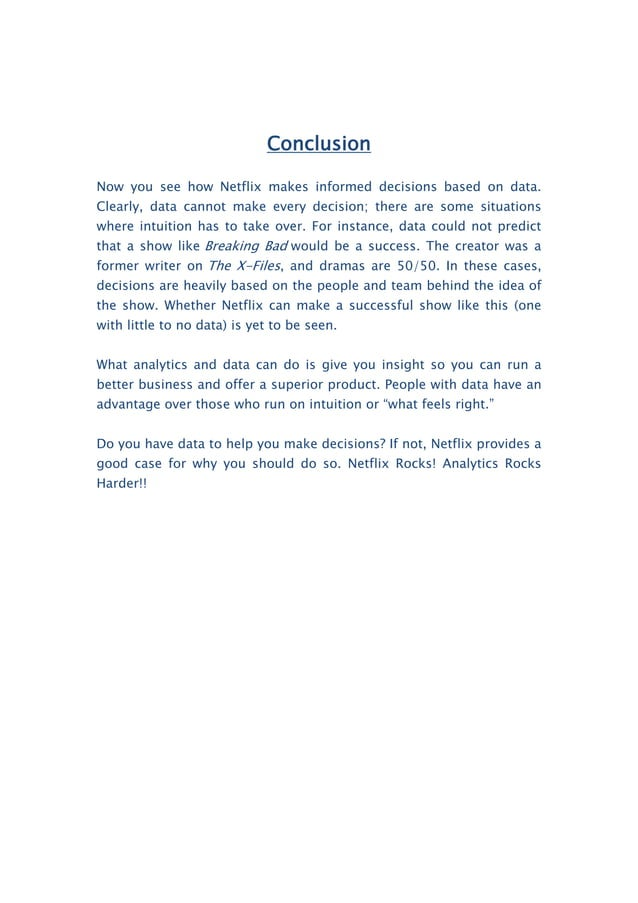 Conclusion
Now you see how Netflix makes informed decisions based on data.
Clearly, data cannot make every decision; there are some situations
where intuition has to take over. For instance, data could not predict
that a show like Breaking Bad would be a success. The creator was a
former writer on The X-Files, and dramas are 50/50. In these cases,
decisions are heavily based on the people and team behind the idea of
the show. Whether Netflix can make a successful show like this (one
with little to no data) is yet to be seen.
What analytics and data can do is give you insight so you can run a
better business and offer a superior product. People with data have an
advantage over those who run on intuition or “what feels right.”
Do you have data to help you make decisions? If not, Netflix provides a
good case for why you should do so. Netflix Rocks! Analytics Rocks
Harder!!